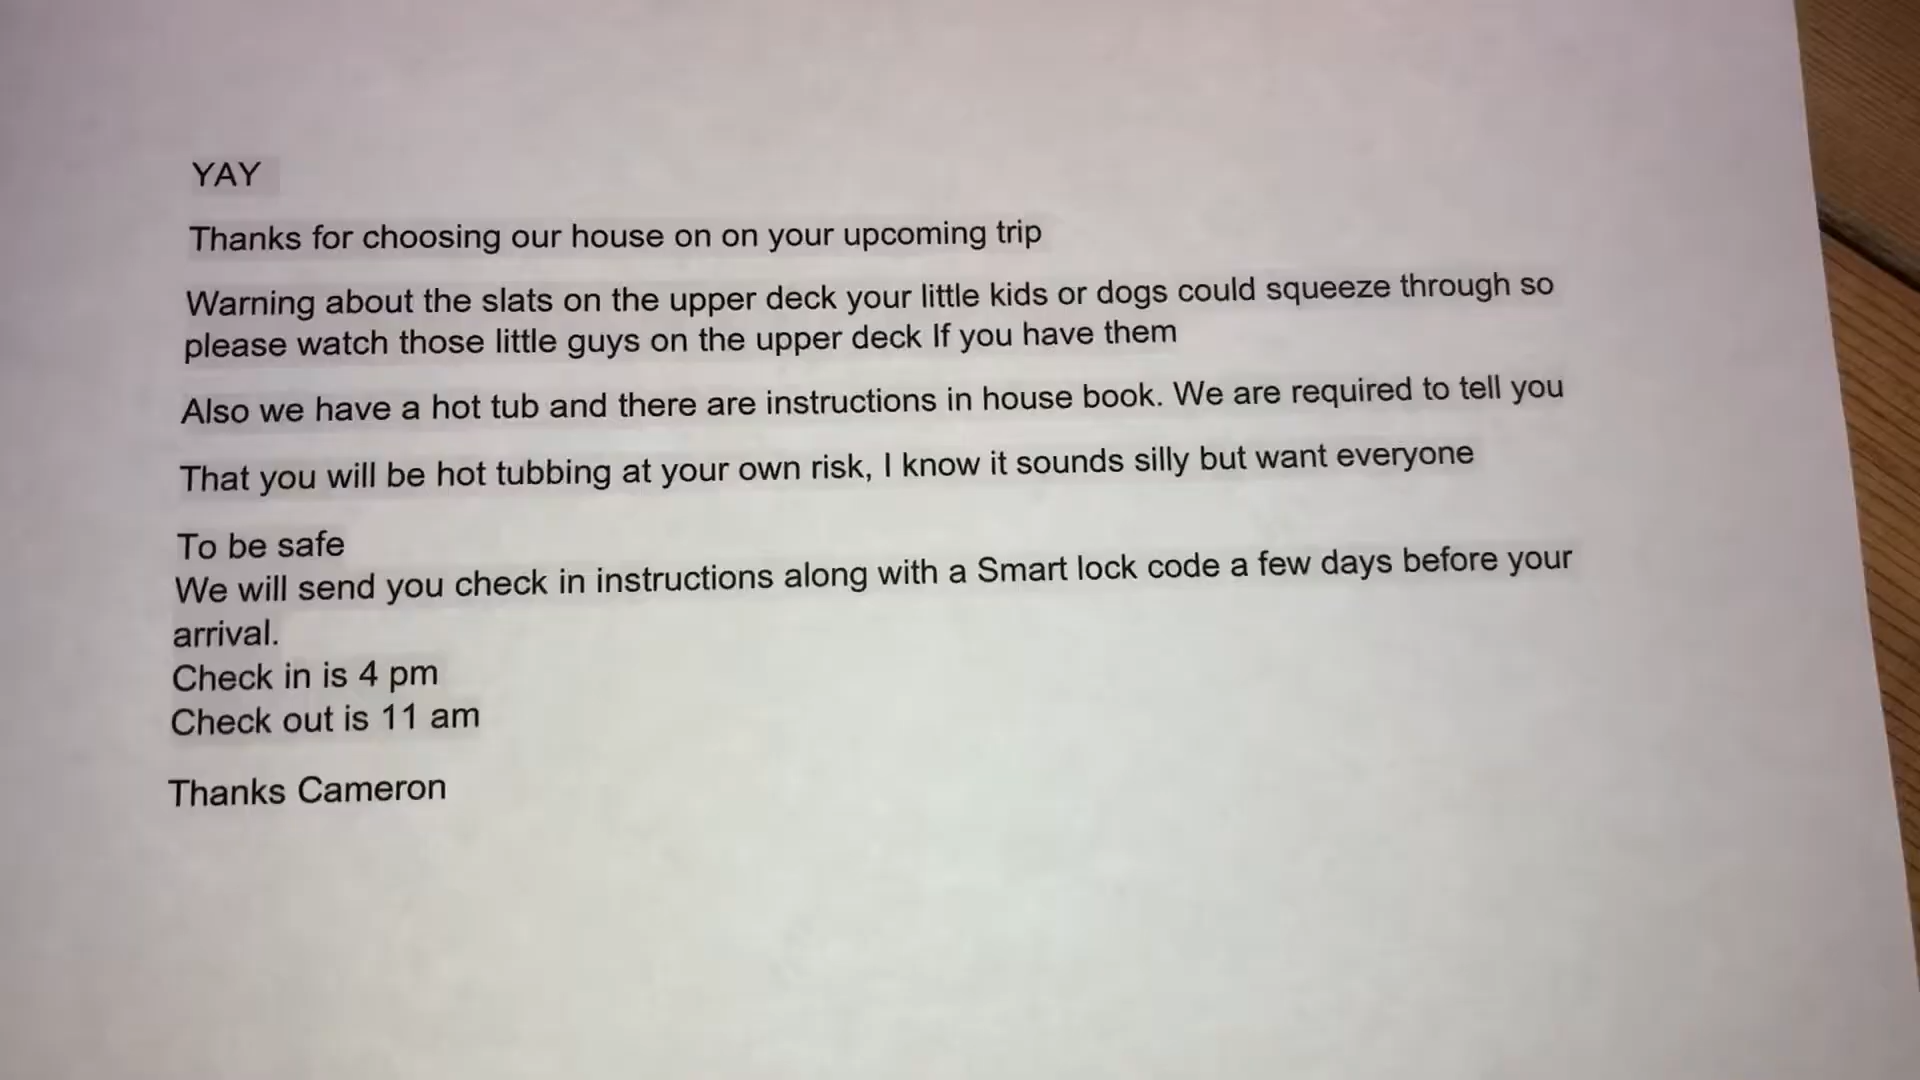 YAY
Thanks for choosing our house on on your upcoming trip
Warning about the slats on the upper deck your little kids or dogs could squeeze through so
please watch those little guys on the upper deck If you have them
Also we have a hot tub and there are instructions in house book. We are required to tell you
That you will be hot tubbing at your own risk, I know it sounds silly but want everyone
To be safe
We will send you check in instructions along with a Smart lock code a few days before your
arrival.
Check in is 4 pm
Check out is 11 am
Thanks Cameron